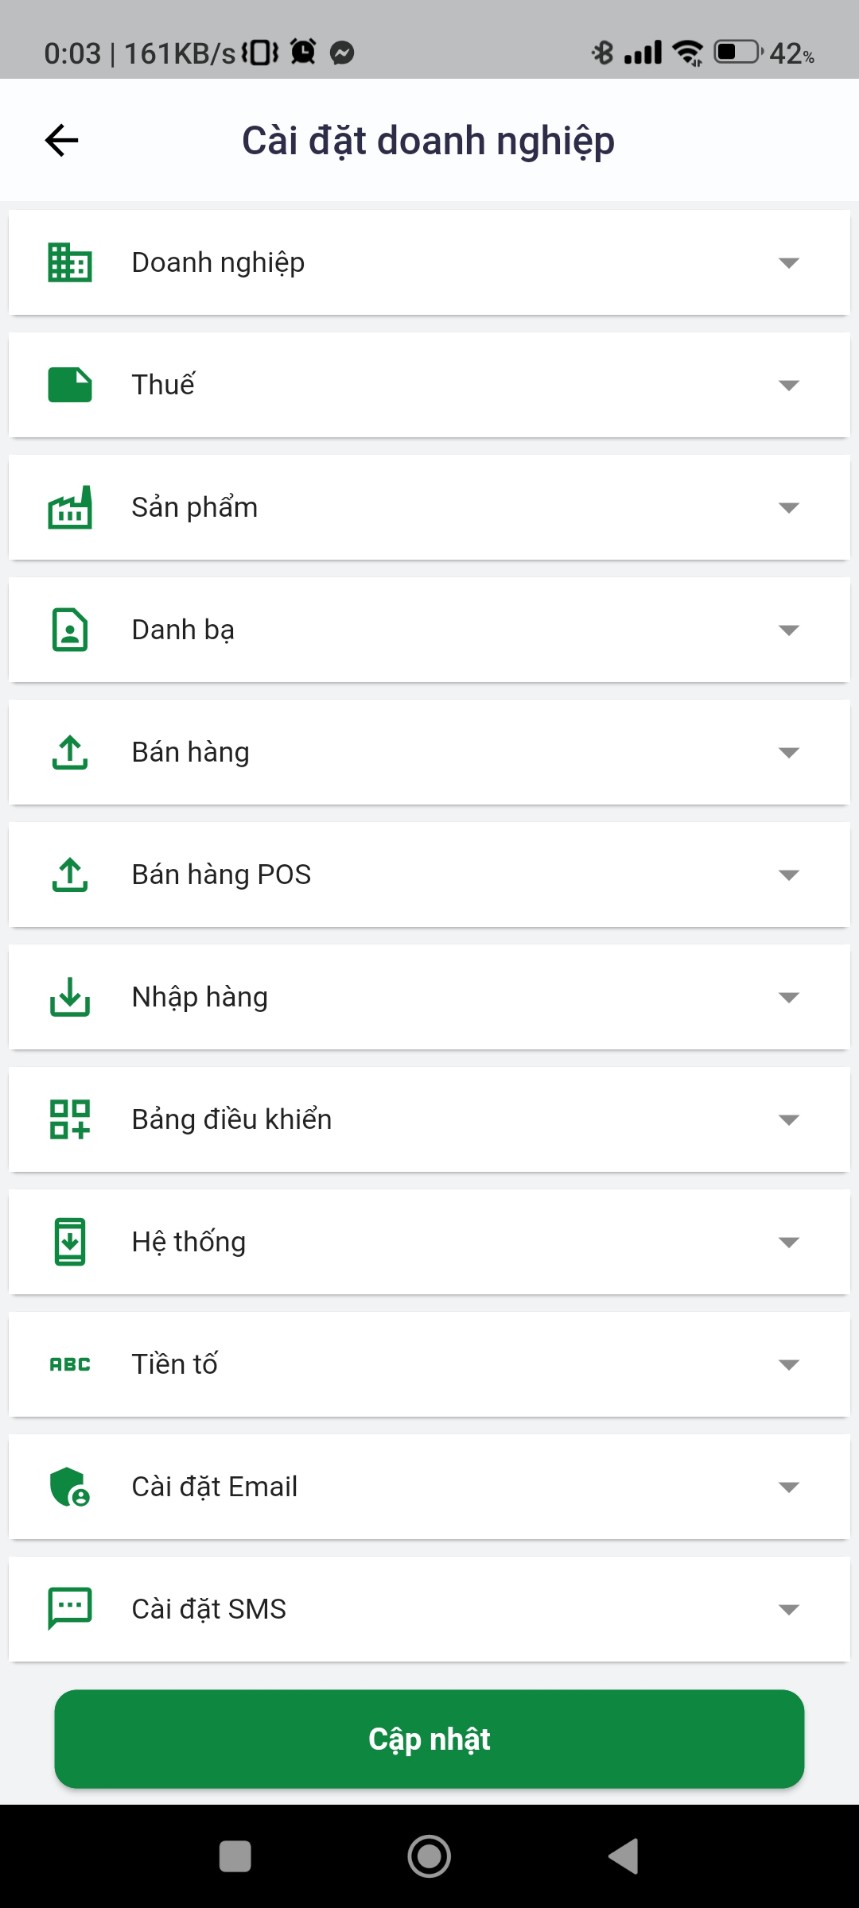 0:03 | 161KB/s 42%
Cài đặt doanh nghiệp
Doanh nghiệp
Thuế
Sản phẩm
Danh bạ
Bán hàng
Bán hàng POS
Nhập hàng
Bảng điều khiển
Hệ thống
ABC Tiền tố
Cài đặt Email
Cài đặt SMS
Cập nhật